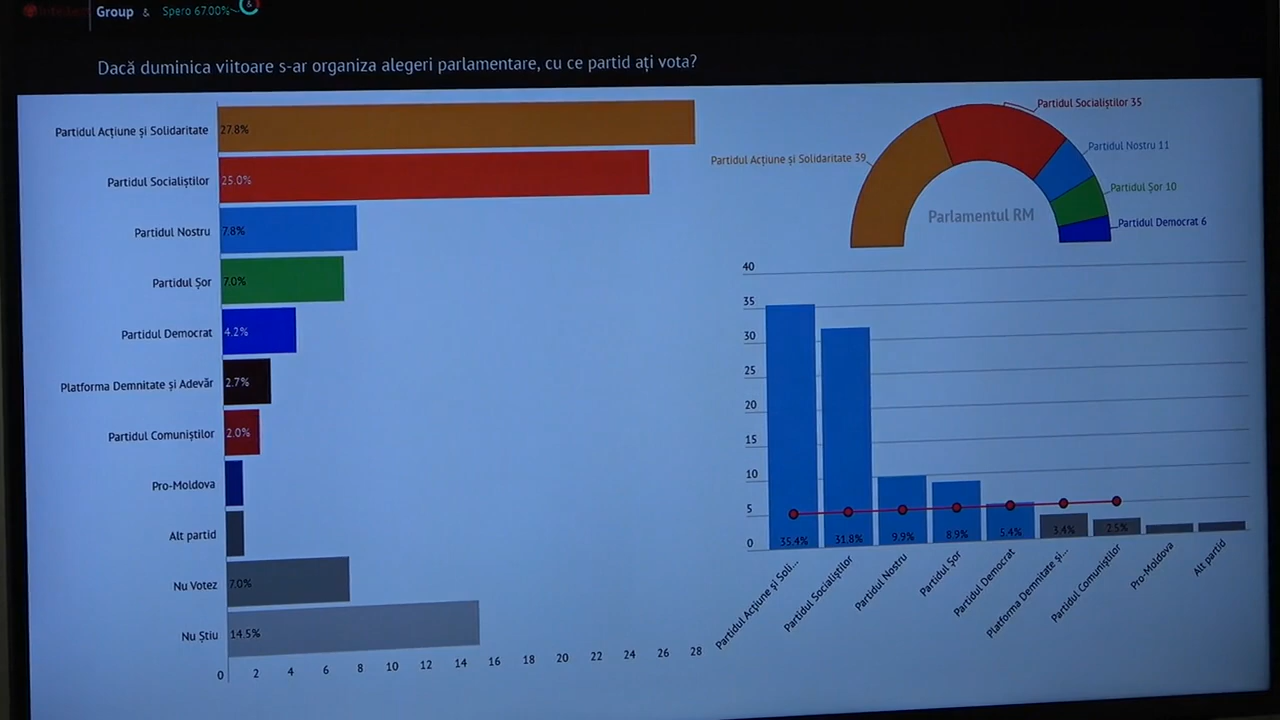 Group & Spero 67.00%
Dacă duminica viitoare s-ar organiza alegeri parlamentare, cu ce partid ați vota?
Partidul Acțiune și Solidaritate 27.8%
Partidul Socialiștilor 25.0%
Partidul Nostru 7.8%
Partidul Șor 7.0%
Partidul Democrat 4.2%
Platforma Demnitate și Adevăr 2.7%
Partidul Comuniștilor 2.0%
Pro-Moldova
Alt partid
Nu Votez 7.0%
Nu Știu 14.5%
0 2 4 6 8 10 12 14 16 18 20 22 24 26 28
Partidul Socialiștilor 35
Partidul Acțiune și Solidaritate 39
Partidul Nostru 11
Partidul Șor 10
Partidul Democrat 6
Parlamentul RM
40
35
30
25
20
15
10
5
0
35.4% 31.8% 9.9% 8.9% 5.4% 3.4% 2.5%
Partidul Acțiune și Soli...
Partidul Socialiștilor
Partidul Nostru
Partidul Șor
Partidul Democrat
Platforma Demnitate și...
Partidul Comuniștilor
Pro-Moldova
Alt partid